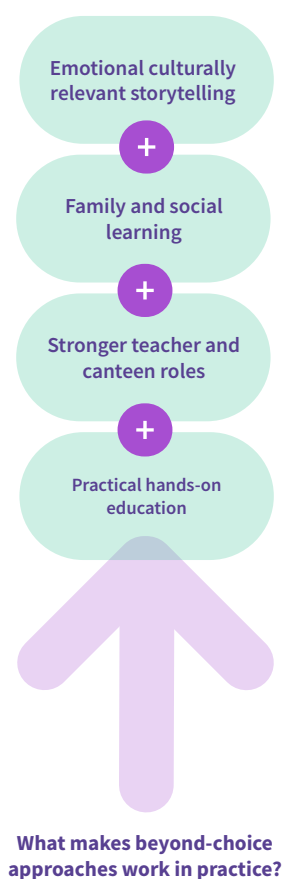 Emotional culturally
relevant storytelling
+
Family and social
learning
+
Stronger teacher and
canteen roles
+
Practical hands-on
education
What makes beyond-choice
approaches work in practice?